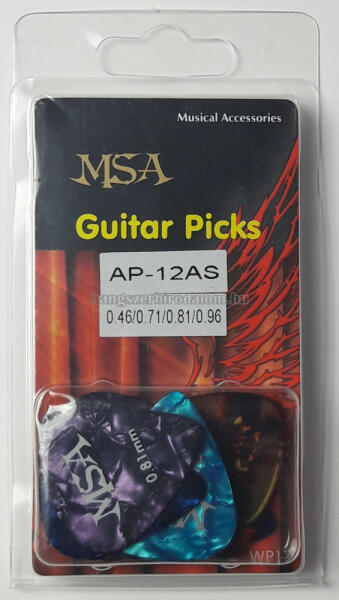 Musical Accessories
MSA
Guitar Picks
AP-12AS
hangszerbirodalom.hu
0.46/0.71/0.81/0.96
MSA
0.81mm